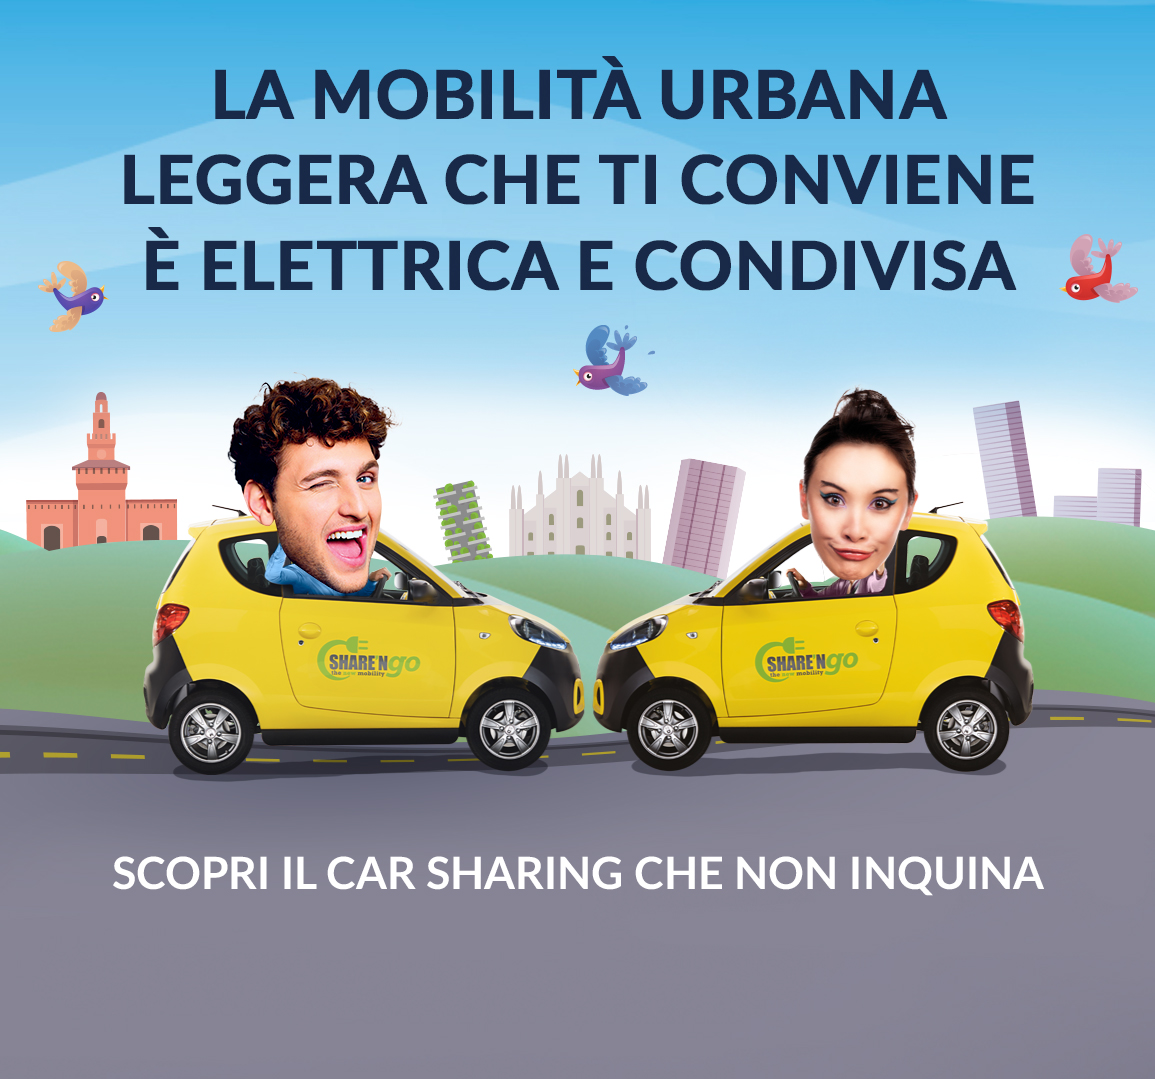 LA MOBILITÀ URBANA
LEGGERA CHE TI CONVIENE
È ELETTRICA E CONDIVISA
SHARE'NGO
the new mobility
SHARE'NGO
the new mobility
SCOPRI IL CAR SHARING CHE NON INQUINA